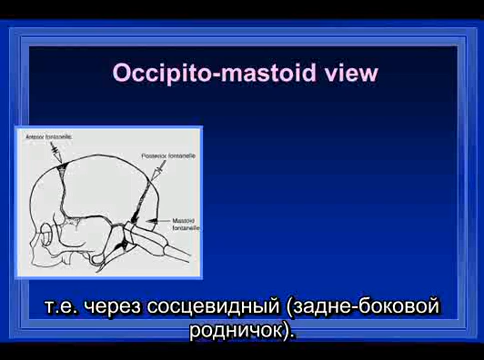 Occipito-mastoid view
Anterior fontanelle
Posterior fontanelle
Mastoid
fontanelle
т.е. через сосцевидный (задне-боковой
родничок).